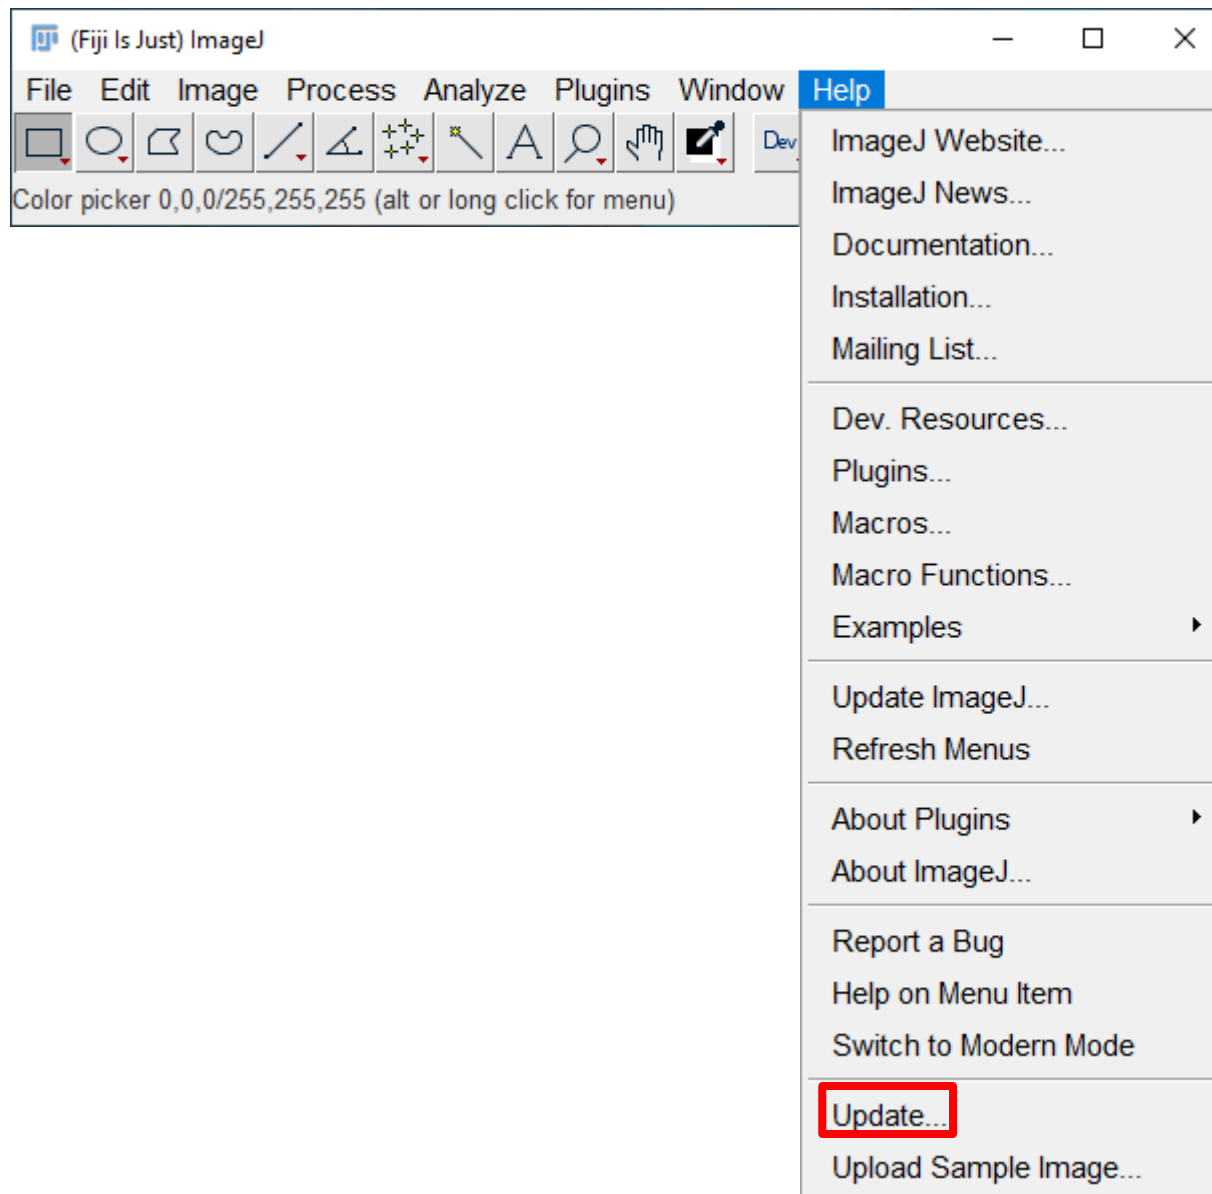 (Fiji Is Just) ImageJ
File Edit Image Process Analyze Plugins Window Help
A Dev
Color picker 0,0,0/255,255,255 (alt or long click for menu)
ImageJ Website...
ImageJ News...
Documentation...
Installation...
Mailing List...
Dev. Resources...
Plugins...
Macros...
Macro Functions...
Examples
Update ImageJ...
Refresh Menus
About Plugins
About ImageJ...
Report a Bug
Help on Menu Item
Switch to Modern Mode
Update...
Upload Sample Image...